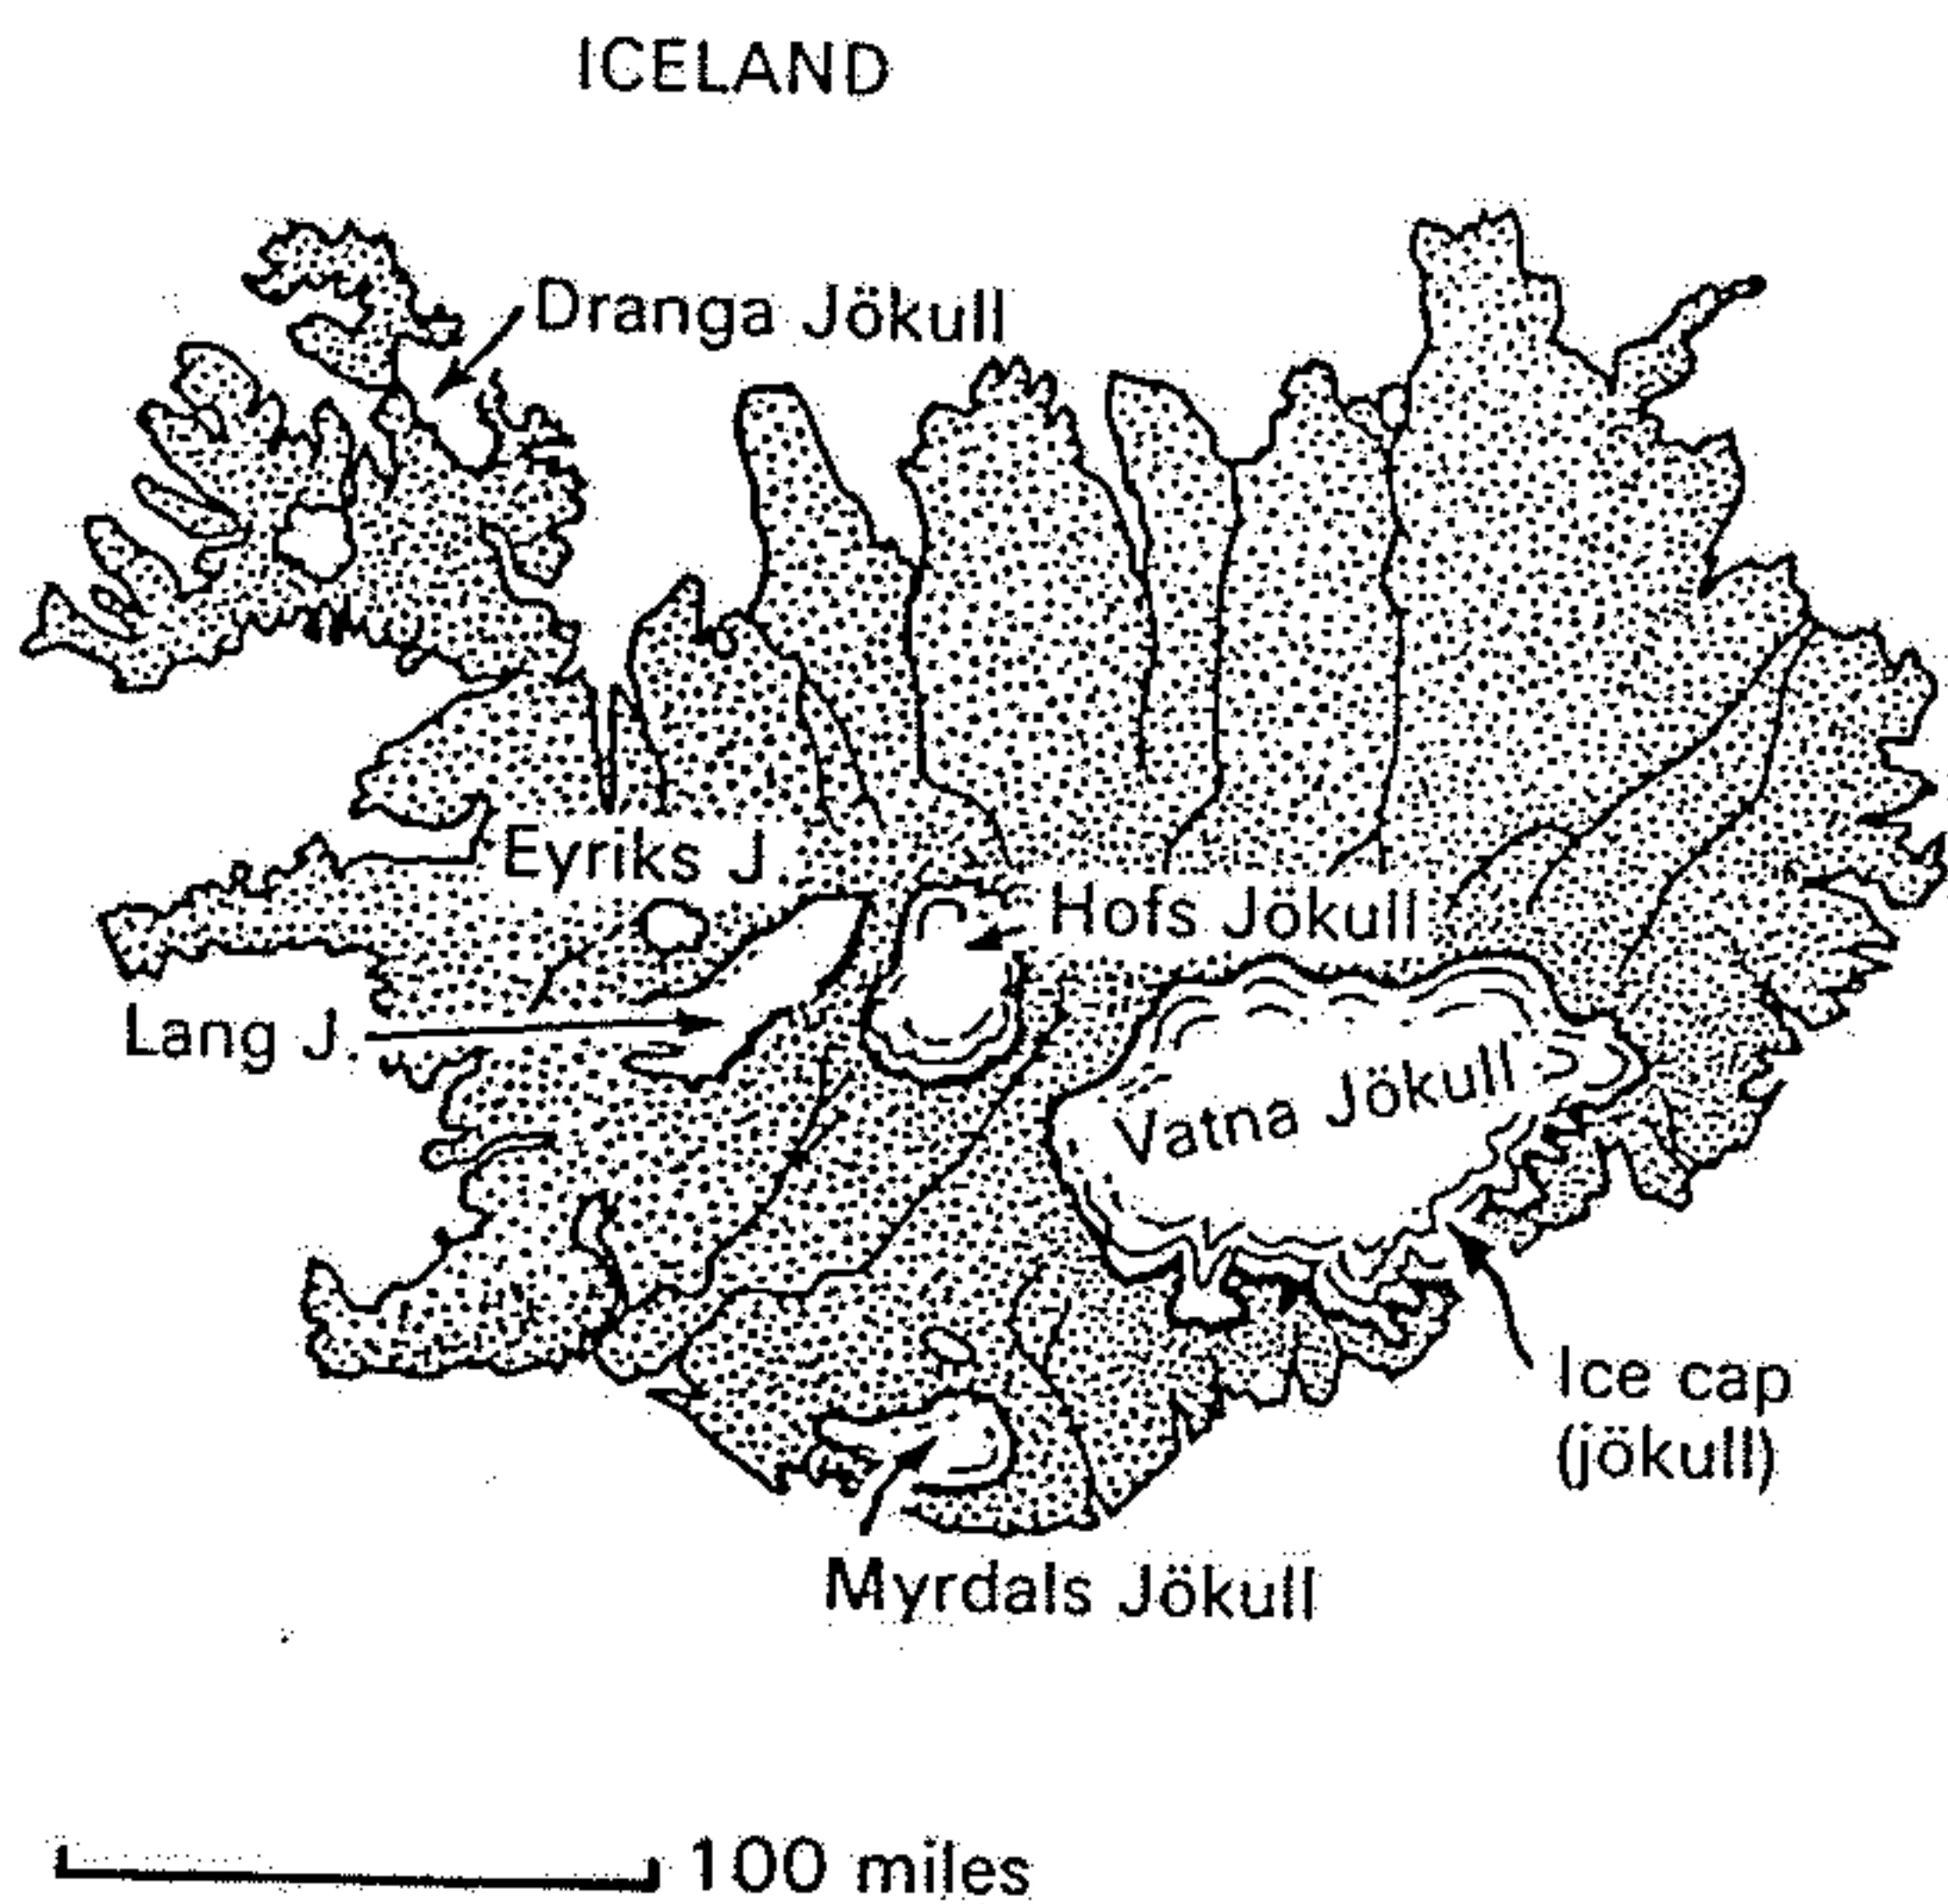 ICELAND
Dranga Jökull
Eyriks J.
Hofs Jökull
Lang J.
Vatna Jökull
Ice cap
(jökull)
Myrdals Jökull
100 miles